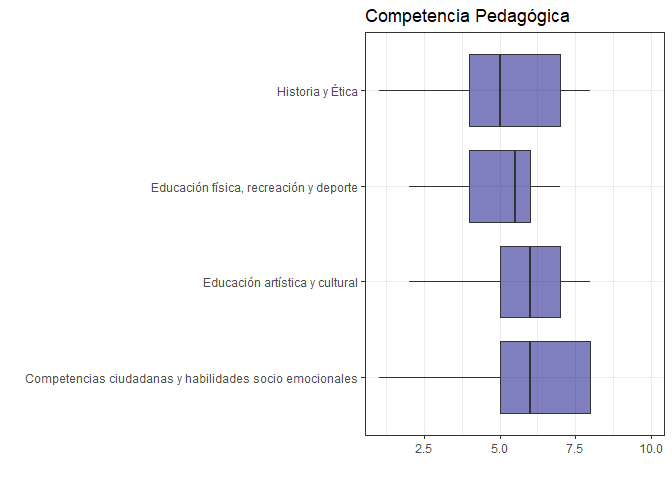 Competencia Pedagógica
Historia y Ética
Educación física, recreación y deporte
Educación artística y cultural
Competencias ciudadanas y habilidades socio emocionales
2.5 5.0 7.5 10.0